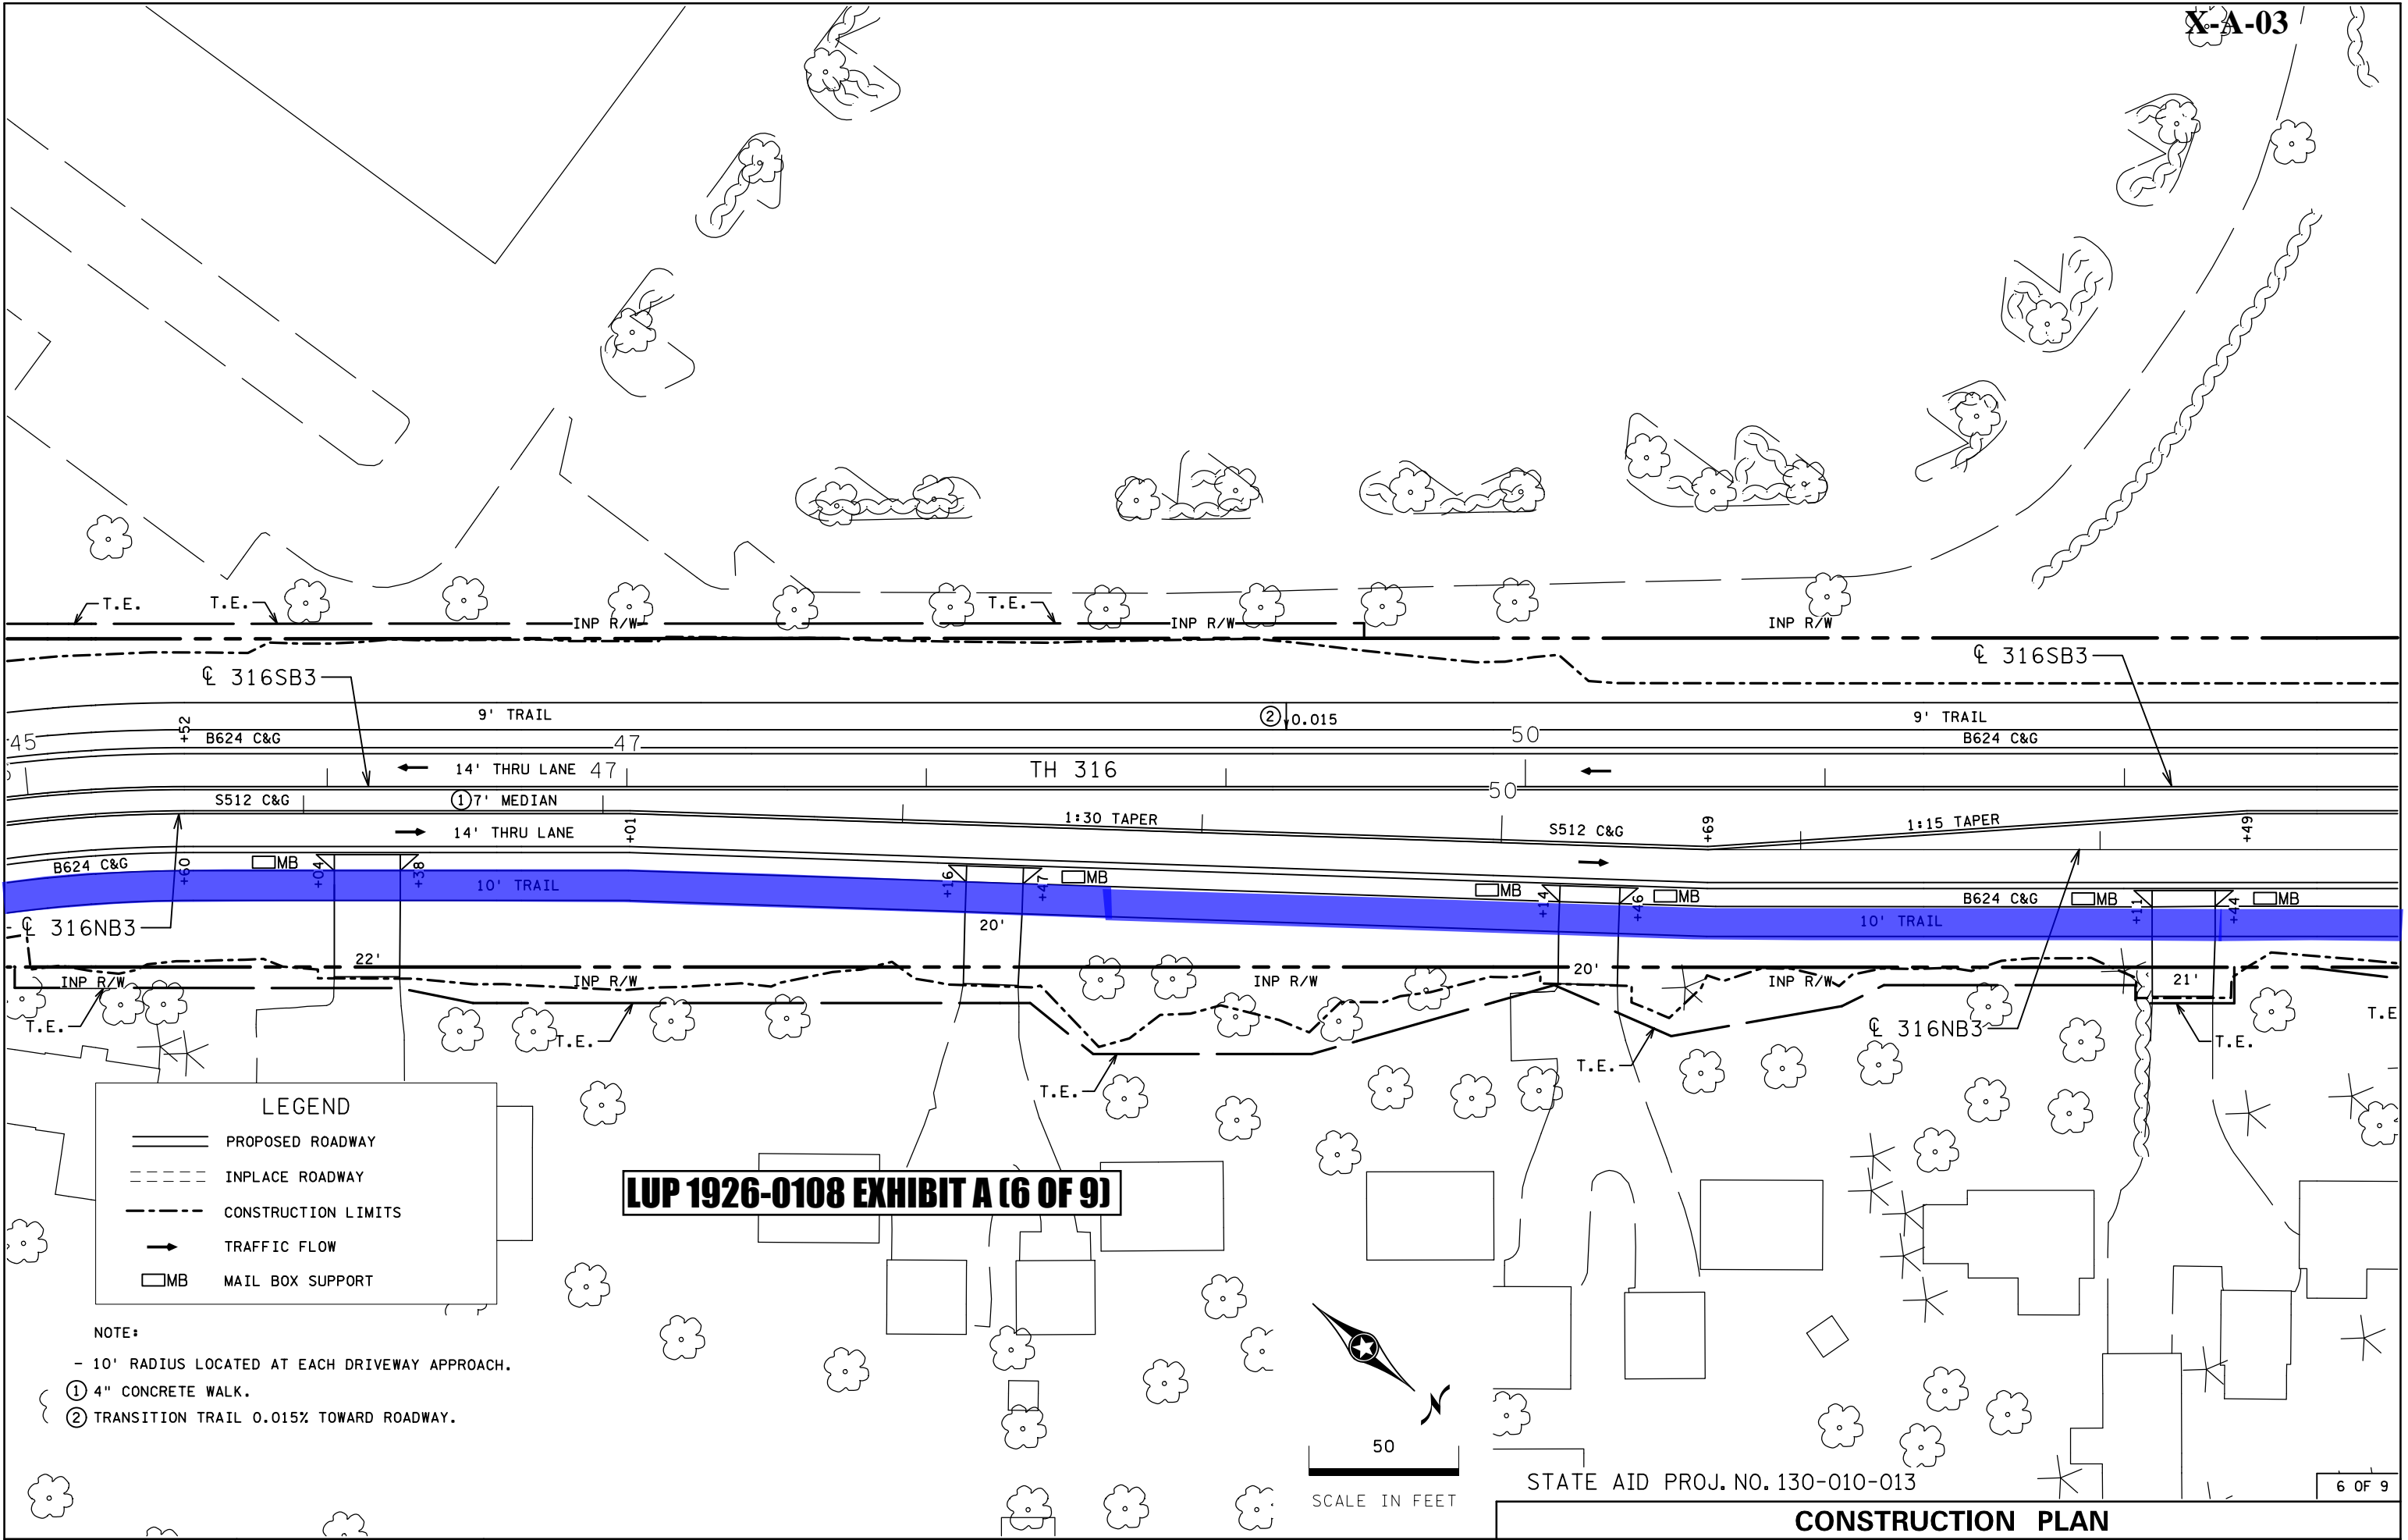 X-A-03
T.E.
T.E.
T.E.
INP R/W
INP R/W
INP R/W
℄ 316SB3
℄ 316SB3
9' TRAIL
② 0.015
9' TRAIL
45
+52
B624 C&G
47
50
B624 C&G
14' THRU LANE
47
TH 316
S512 C&G
① 7' MEDIAN
50
1:30 TAPER
14' THRU LANE
+01
S512 C&G
+69
1:15 TAPER
+49
B624 C&G
+60
MB
+04
+38
10' TRAIL
+16
+47
MB
MB
+14
+46
MB
B624 C&G
MB
+11
+44
MB
10' TRAIL
℄ 316NB3
20'
22'
20'
21'
INP R/W
INP R/W
INP R/W
INP R/W
T.E.
T.E.
T.E.
T.E.
℄ 316NB3
T.E.
T.E
LEGEND
PROPOSED ROADWAY
INPLACE ROADWAY
CONSTRUCTION LIMITS
TRAFFIC FLOW
MB MAIL BOX SUPPORT
LUP 1926-0108 EXHIBIT A (6 OF 9)
NOTE:
- 10' RADIUS LOCATED AT EACH DRIVEWAY APPROACH.
① 4" CONCRETE WALK.
② TRANSITION TRAIL 0.015% TOWARD ROADWAY.
N
50
SCALE IN FEET
STATE AID PROJ. NO. 130-010-013
6 OF 9
CONSTRUCTION PLAN